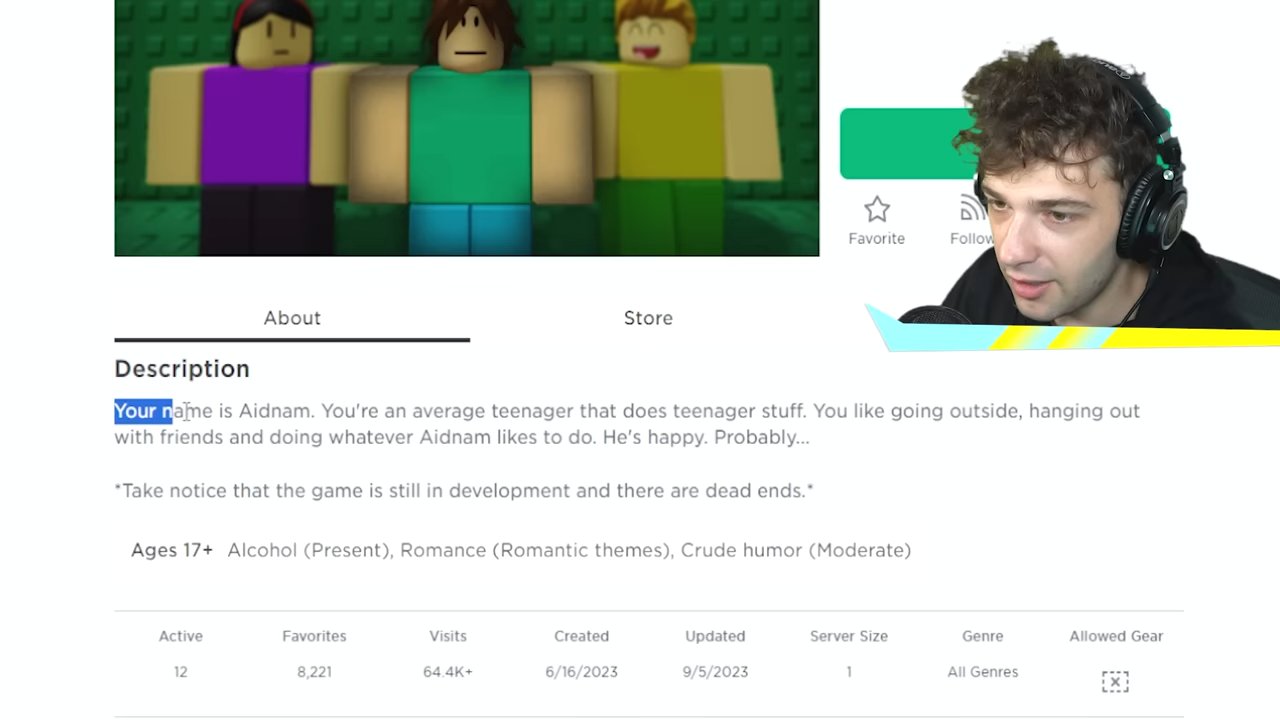 Favorite
Follow
About
Store
Description
Your name is Aidnam. You're an average teenager that does teenager stuff. You like going outside, hanging out
with friends and doing whatever Aidnam likes to do. He's happy. Probably...
*Take notice that the game is still in development and there are dead ends.*
Ages 17+ Alcohol (Present), Romance (Romantic themes), Crude humor (Moderate)
Active Favorites Visits Created Updated Server Size Genre Allowed Gear
12 8,221 64.4K+ 6/16/2023 9/5/2023 1 All Genres